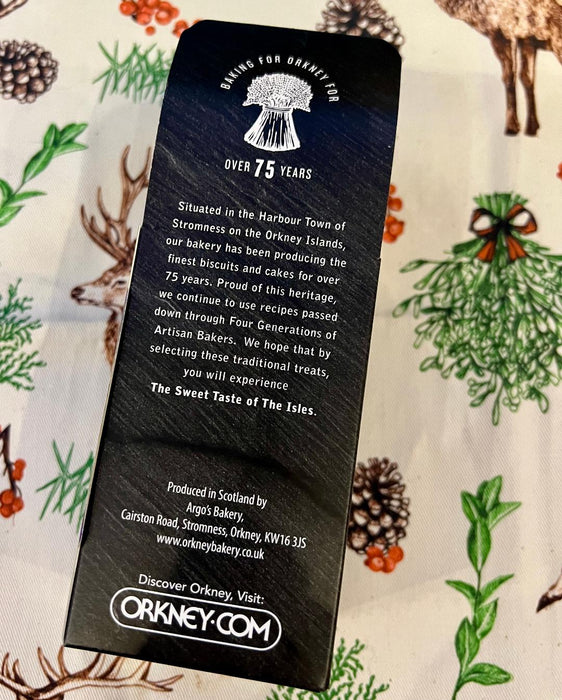 BAKING FOR ORKNEY FOR
OVER 75 YEARS
Situated in the Harbour Town of
Stromness on the Orkney Islands,
our bakery has been producing the
finest biscuits and cakes for over
75 years. Proud of this heritage,
we continue to use recipes passed
down through Four Generations of
Artisan Bakers. We hope that by
selecting these traditional treats,
you will experience
The Sweet Taste of The Isles.
Produced in Scotland by
Argo's Bakery,
Cairston Road, Stromness, Orkney, KW16 3JS
www.orkneybakery.co.uk
Discover Orkney, Visit:
ORKNEY.COM